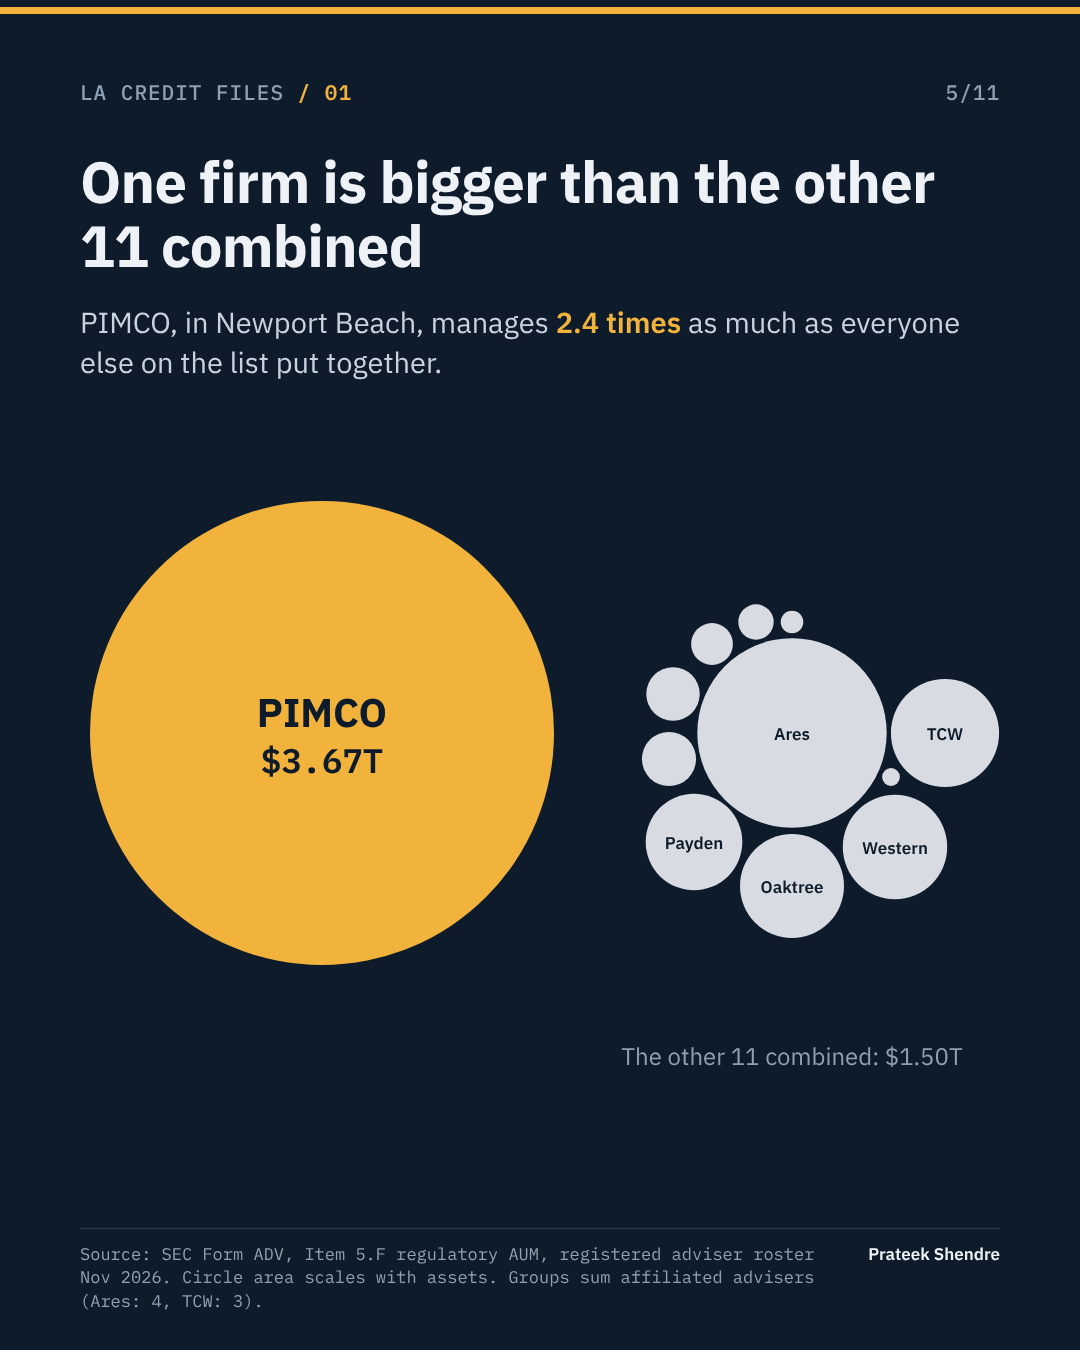 LA CREDIT FILES / 01
5/11
One firm is bigger than the other
11 combined
PIMCO, in Newport Beach, manages 2.4 times as much as everyone
else on the list put together.
PIMCO
$3.67T
Ares
TCW
Payden
Western
Oaktree
The other 11 combined: $1.50T
Source: SEC Form ADV, Item 5.F regulatory AUM, registered adviser roster
Nov 2026. Circle area scales with assets. Groups sum affiliated advisers
(Ares: 4, TCW: 3).
Prateek Shendre